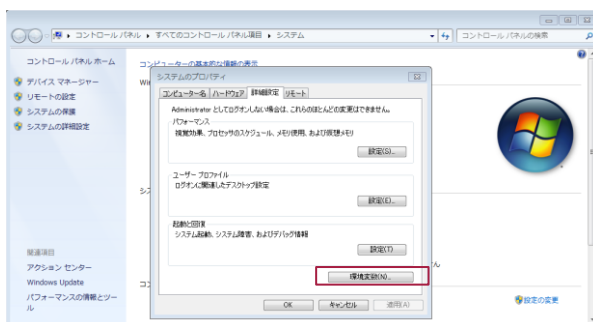 コントロール パネル ▸ すべてのコントロール パネル項目 ▸ システム
コントロール パネルの検索
コントロール パネル ホーム
デバイス マネージャー
リモートの設定
システムの保護
システムの詳細設定
コンピューターの基本的な情報の表示
システムのプロパティ
コンピューター名
ハードウェア
詳細設定
リモート
Administrator としてログオンしない場合は、これらのほとんどの変更はできません。
パフォーマンス
視覚効果、プロセッサのスケジュール、メモリ使用、および仮想メモリ
設定(S)...
ユーザー プロファイル
ログオンに関連したデスクトップ設定
設定(E)...
起動と回復
システム起動、システム障害、およびデバッグ情報
設定(T)
環境変数(N)...
OK
キャンセル
適用(A)
関連項目
アクション センター
Windows Update
パフォーマンスの情報とツー
ル
設定の変更